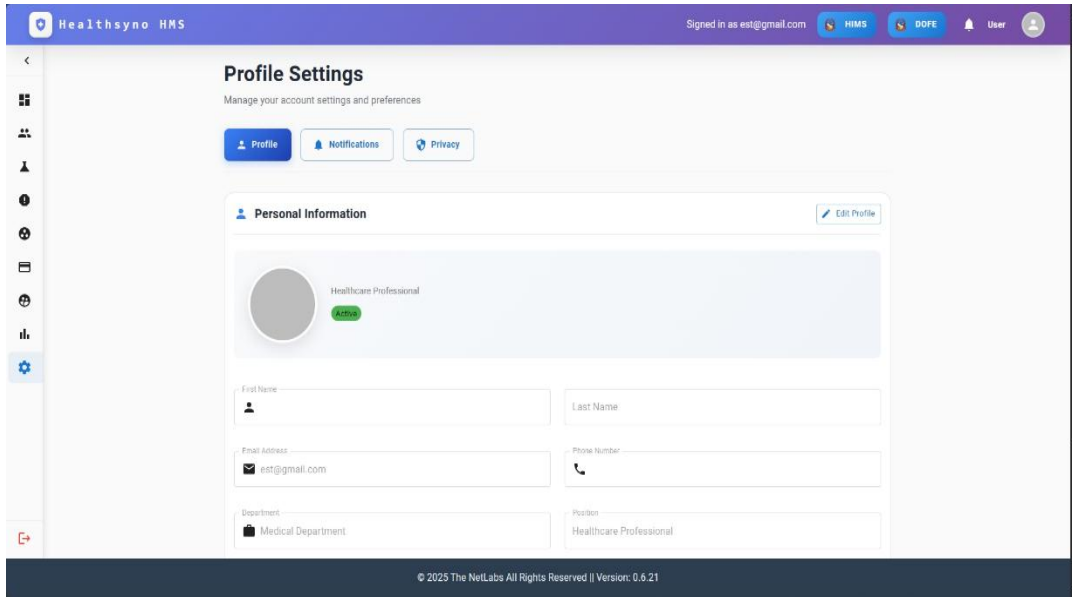 Healthsyno HMS
Signed in as est@gmail.com HIMS DOFE User
Profile Settings
Manage your account settings and preferences
Profile Notifications Privacy
Personal Information
Edit Profile
Healthcare Professional
Active
First Name
Last Name
Email Address
est@gmail.com
Phone Number
Department
Medical Department
Position
Healthcare Professional
© 2025 The NetLabs All Rights Reserved || Version: 0.6.21